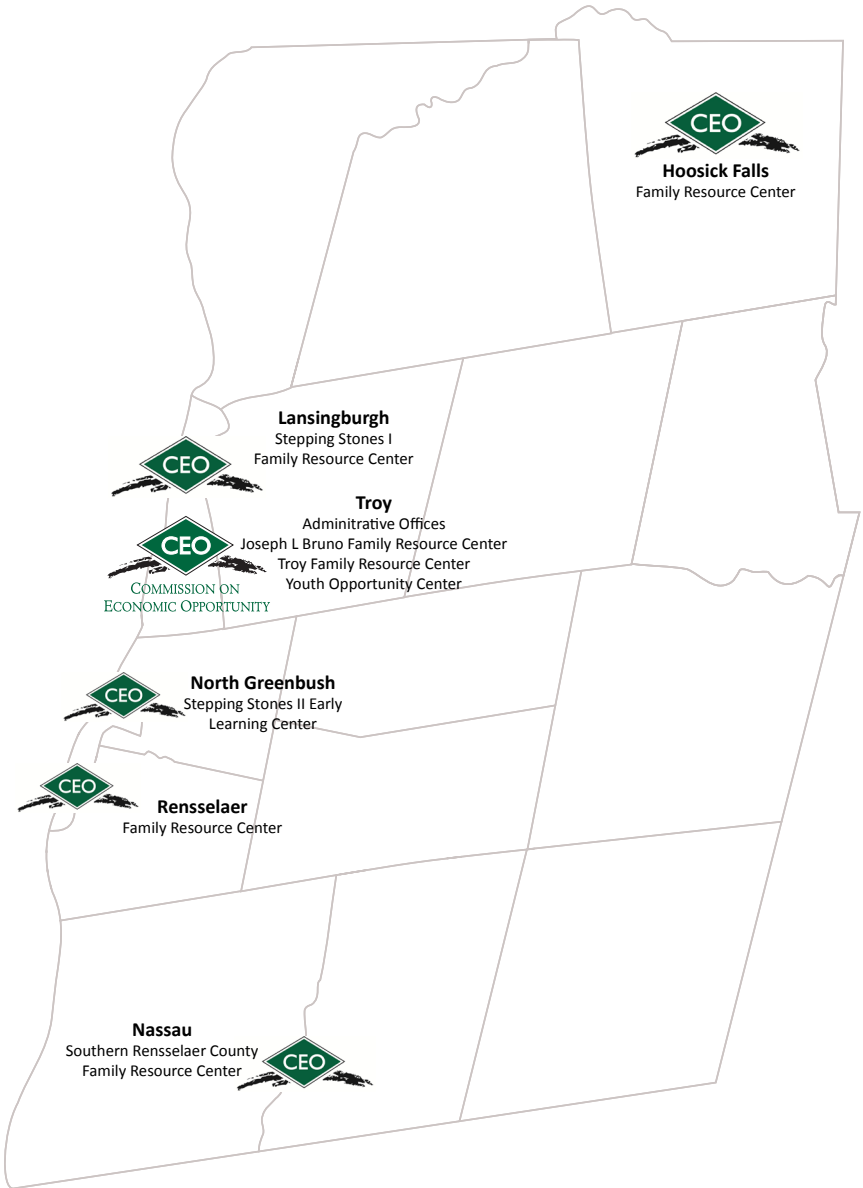 CEO
Hoosick Falls
Family Resource Center
Lansingburgh
Stepping Stones I
Family Resource Center
CEO
Troy
Adminitrative Offices
Joseph L Bruno Family Resource Center
Troy Family Resource Center
Youth Opportunity Center
CEO
COMMISSION ON
ECONOMIC OPPORTUNITY
CEO
North Greenbush
Stepping Stones II Early
Learning Center
CEO
Rensselaer
Family Resource Center
Nassau
Southern Rensselaer County
Family Resource Center
CEO